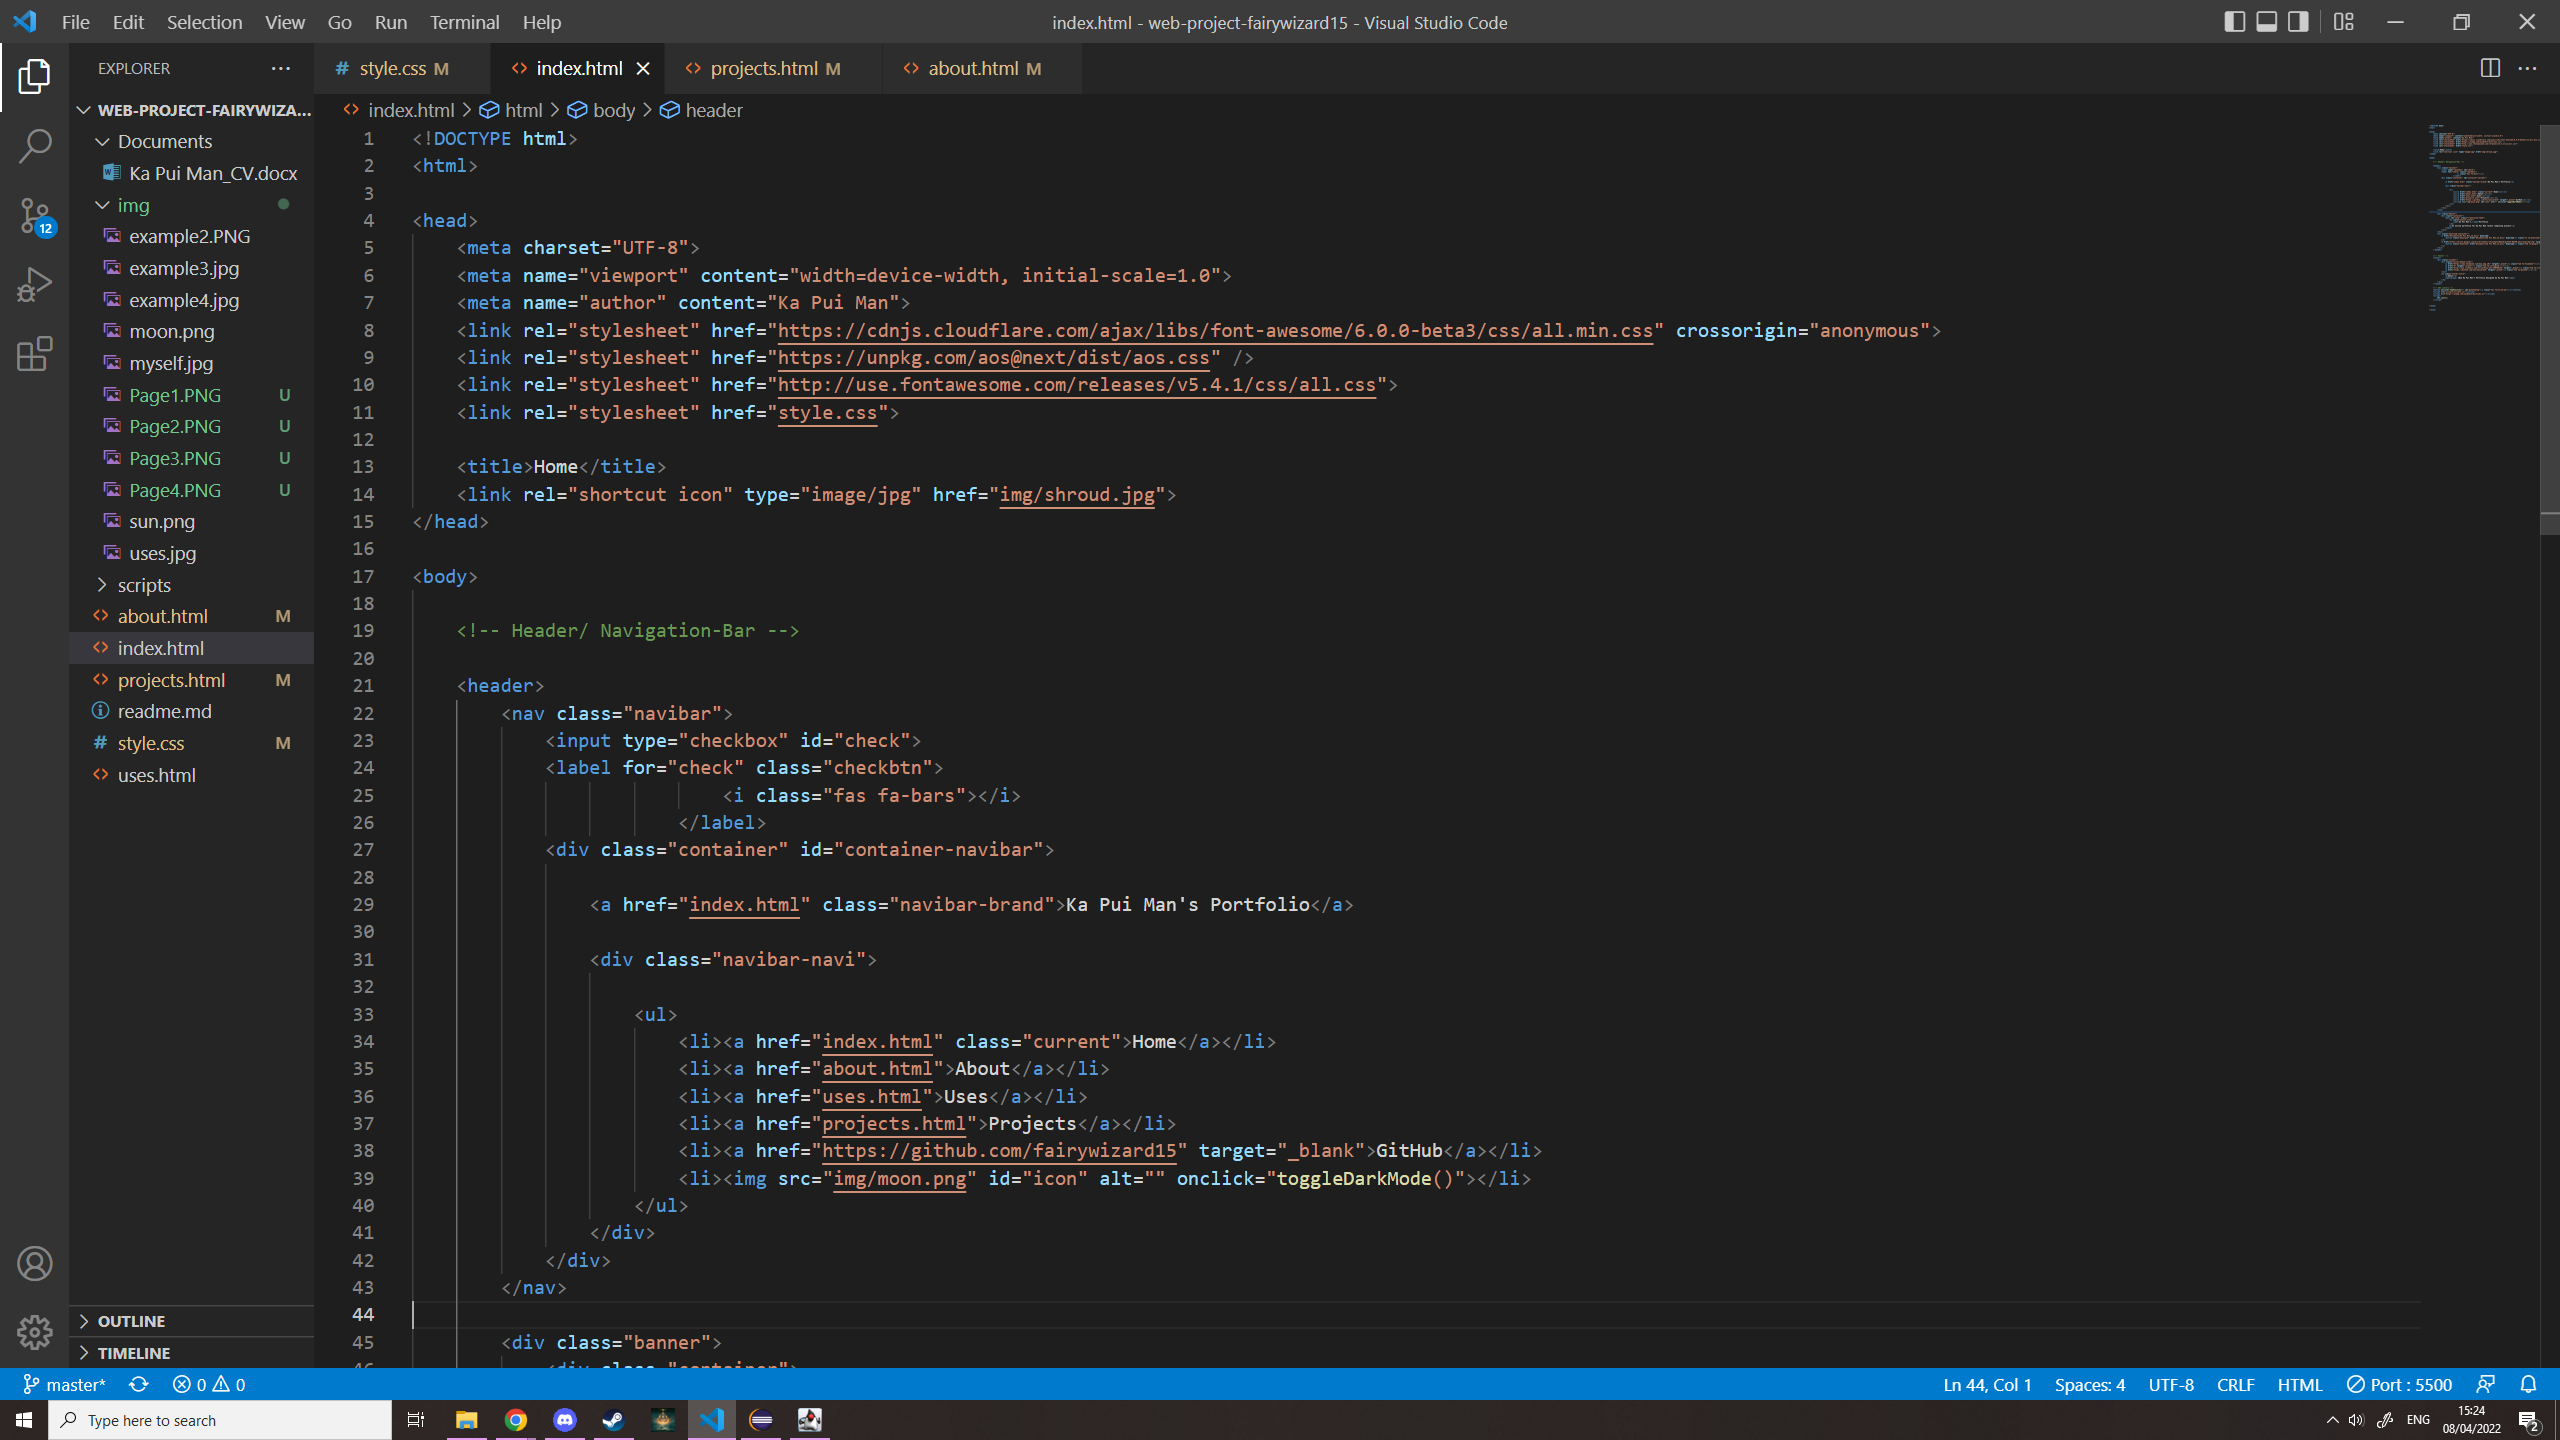 File Edit Selection View Go Run Terminal Help
index.html - web-project-fairywizard15 - Visual Studio Code
EXPLORER
WEB-PROJECT-FAIRYWIZA...
Documents
Ka Pui Man_CV.docx
img
example2.PNG
example3.jpg
example4.jpg
moon.png
myself.jpg
Page1.PNG U
Page2.PNG U
Page3.PNG U
Page4.PNG U
sun.png
uses.jpg
scripts
about.html M
index.html
projects.html M
readme.md
style.css M
uses.html
OUTLINE
TIMELINE
12
style.css M index.html projects.html M about.html M
index.html > html > body > header
1 <!DOCTYPE html>
2 <html>
3
4 <head>
5 <meta charset="UTF-8">
6 <meta name="viewport" content="width=device-width, initial-scale=1.0">
7 <meta name="author" content="Ka Pui Man">
8 <link rel="stylesheet" href="https://cdnjs.cloudflare.com/ajax/libs/font-awesome/6.0.0-beta3/css/all.min.css" crossorigin="anonymous">
9 <link rel="stylesheet" href="https://unpkg.com/aos@next/dist/aos.css" />
10 <link rel="stylesheet" href="http://use.fontawesome.com/releases/v5.4.1/css/all.css">
11 <link rel="stylesheet" href="style.css">
12
13 <title>Home</title>
14 <link rel="shortcut icon" type="image/jpg" href="img/shroud.jpg">
15 </head>
16
17 <body>
18
19 <!-- Header/ Navigation-Bar -->
20
21 <header>
22 <nav class="navibar">
23 <input type="checkbox" id="check">
24 <label for="check" class="checkbtn">
25 <i class="fas fa-bars"></i>
26 </label>
27 <div class="container" id="container-navibar">
28
29 <a href="index.html" class="navibar-brand">Ka Pui Man's Portfolio</a>
30
31 <div class="navibar-navi">
32
33 <ul>
34 <li><a href="index.html" class="current">Home</a></li>
35 <li><a href="about.html">About</a></li>
36 <li><a href="uses.html">Uses</a></li>
37 <li><a href="projects.html">Projects</a></li>
38 <li><a href="https://github.com/fairywizard15" target="_blank">GitHub</a></li>
39 <li><img src="img/moon.png" id="icon" alt="" onclick="toggleDarkMode()"></li>
40 </ul>
41 </div>
42 </div>
43 </nav>
44
45 <div class="banner">
46 <div class="container">
master* 0 0 Ln 44, Col 1 Spaces: 4 UTF-8 CRLF HTML Port : 5500
Type here to search
ENG 15:24
08/04/2022
2